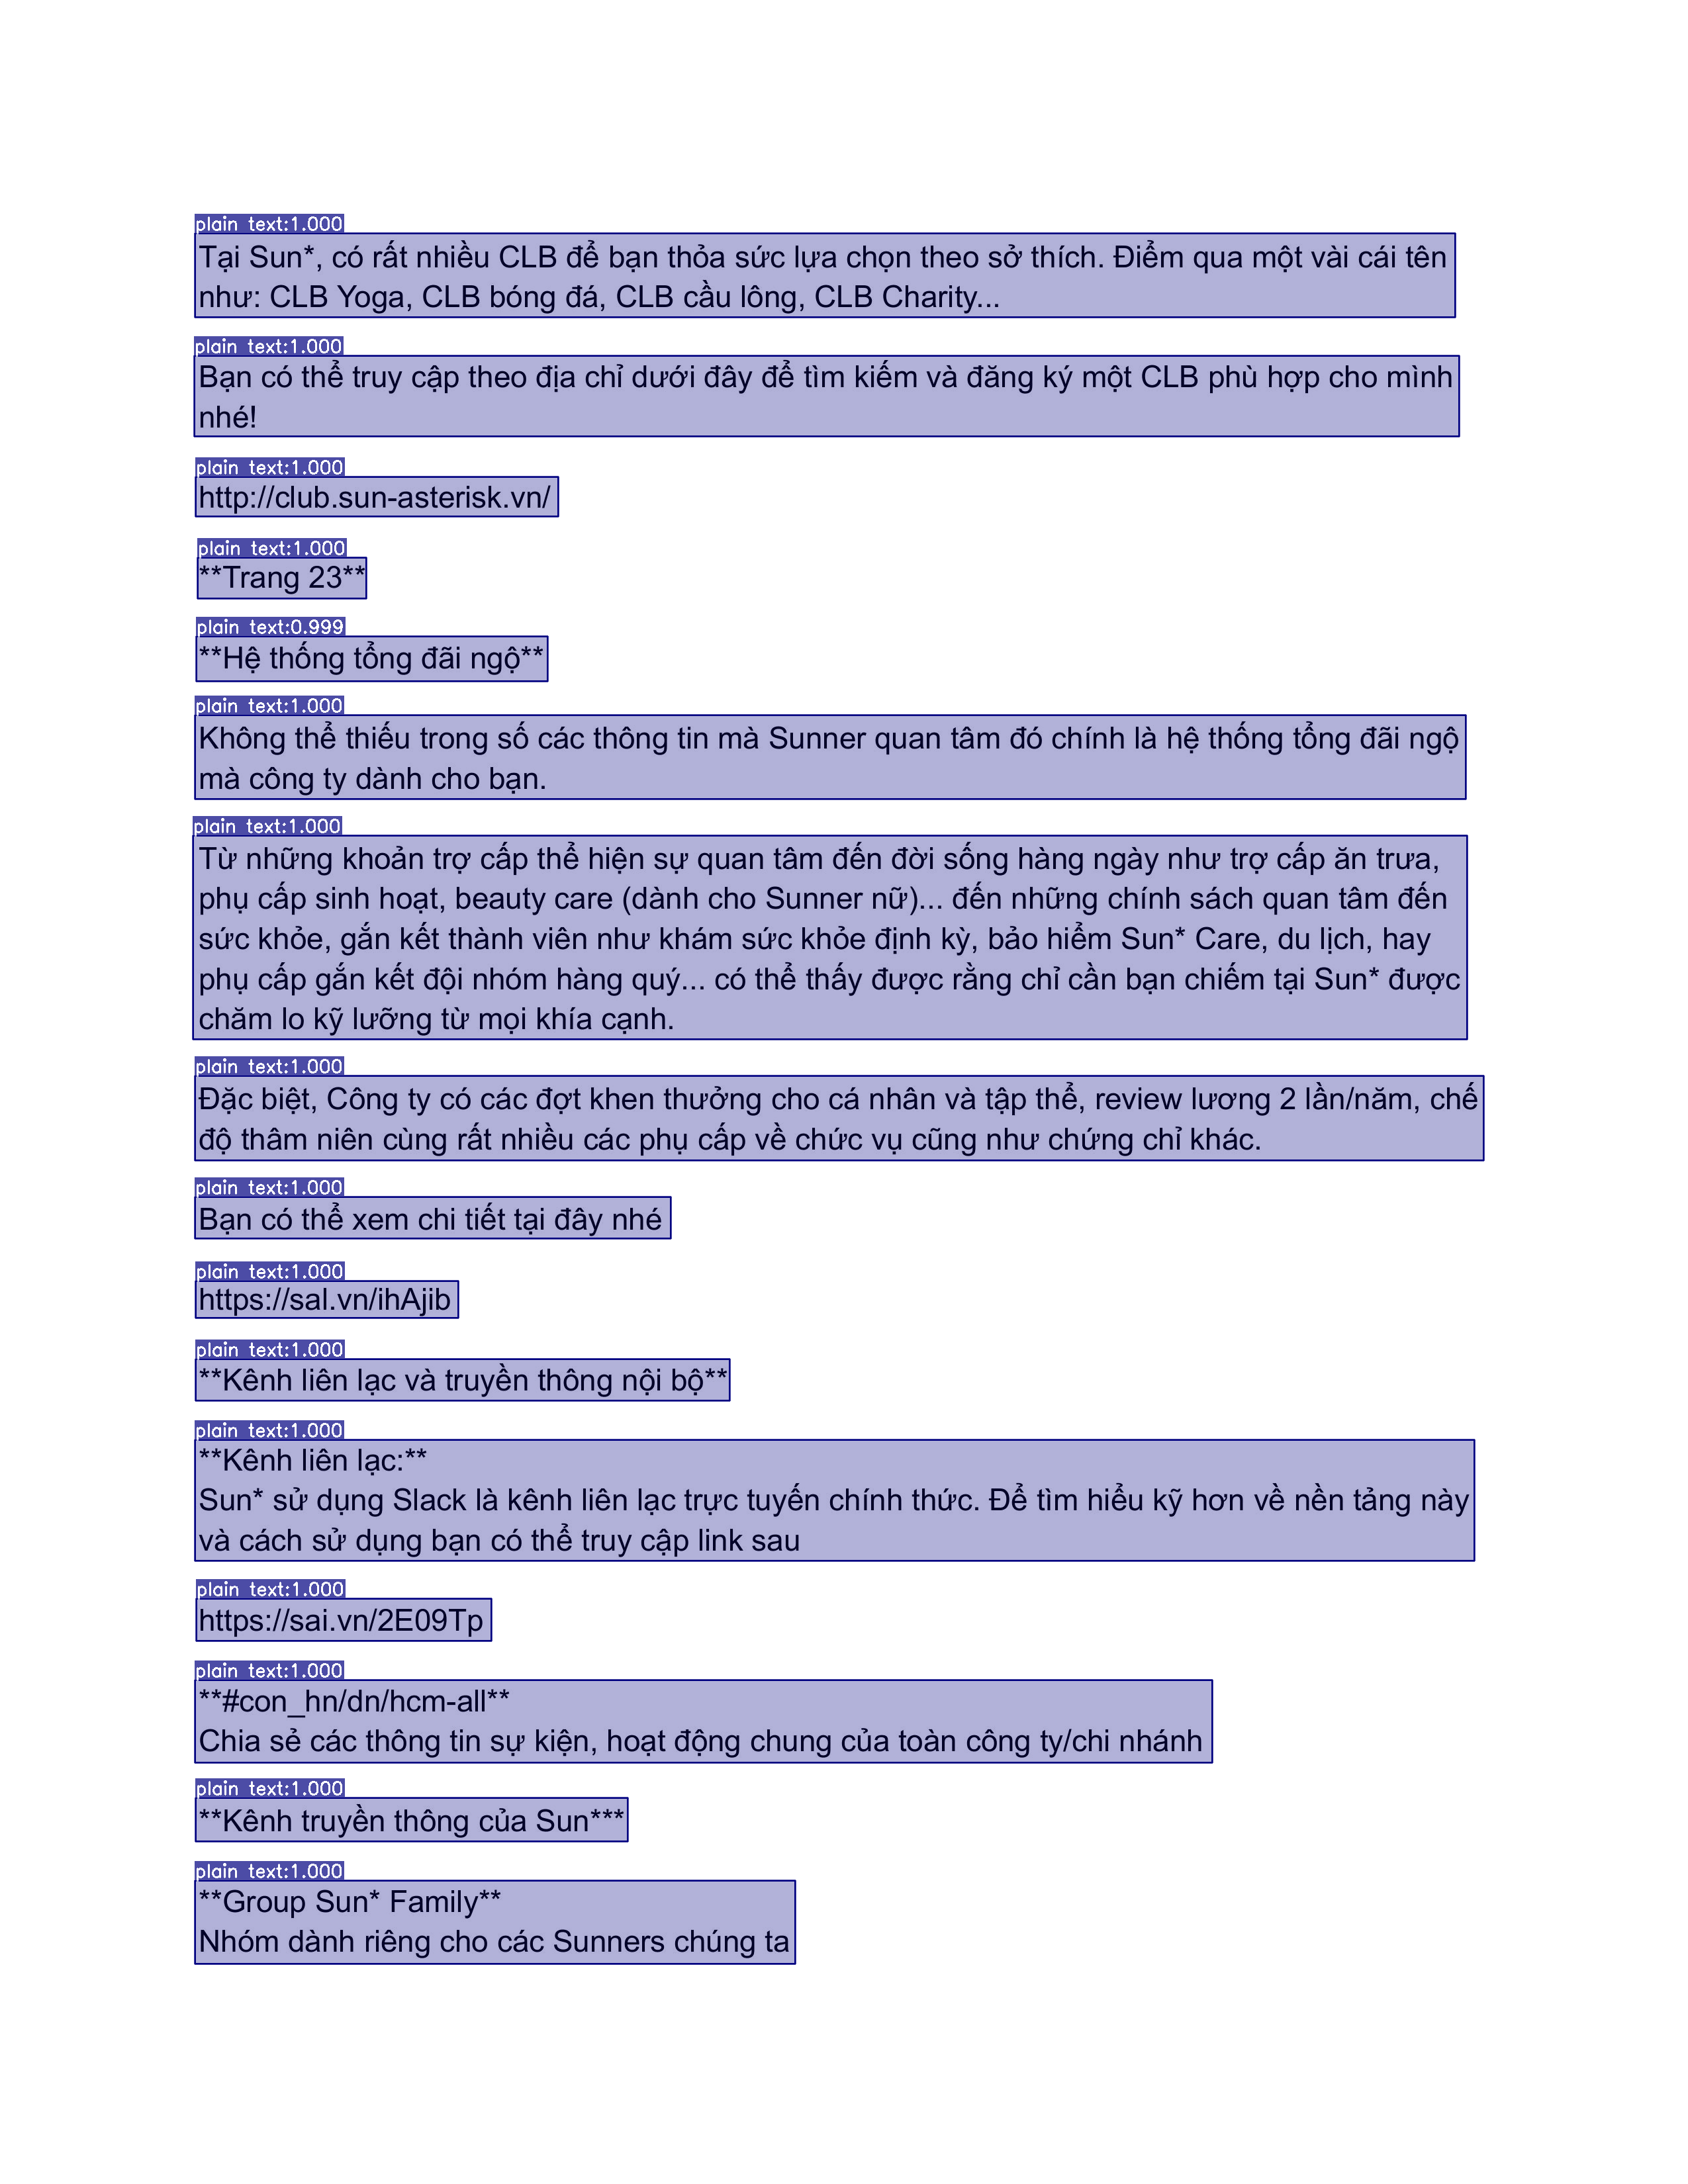 plain text:1.000
Tại Sun*, có rất nhiều CLB để bạn thỏa sức lựa chọn theo sở thích. Điểm qua một vài cái tên
như: CLB Yoga, CLB bóng đá, CLB cầu lông, CLB Charity...
plain text:1.000
Bạn có thể truy cập theo địa chỉ dưới đây để tìm kiếm và đăng ký một CLB phù hợp cho mình
nhé!
plain text:1.000
http://club.sun-asterisk.vn/
plain text:1.000
**Trang 23**
plain text:0.999
**Hệ thống tổng đãi ngộ**
plain text:1.000
Không thể thiếu trong số các thông tin mà Sunner quan tâm đó chính là hệ thống tổng đãi ngộ
mà công ty dành cho bạn.
plain text:1.000
Từ những khoản trợ cấp thể hiện sự quan tâm đến đời sống hàng ngày như trợ cấp ăn trưa,
phụ cấp sinh hoạt, beauty care (dành cho Sunner nữ)... đến những chính sách quan tâm đến
sức khỏe, gắn kết thành viên như khám sức khỏe định kỳ, bảo hiểm Sun* Care, du lịch, hay
phụ cấp gắn kết đội nhóm hàng quý... có thể thấy được rằng chỉ cần bạn chiếm tại Sun* được
chăm lo kỹ lưỡng từ mọi khía cạnh.
plain text:1.000
Đặc biệt, Công ty có các đợt khen thưởng cho cá nhân và tập thể, review lương 2 lần/năm, chế
độ thâm niên cùng rất nhiều các phụ cấp về chức vụ cũng như chứng chỉ khác.
plain text:1.000
Bạn có thể xem chi tiết tại đây nhé
plain text:1.000
https://sal.vn/ihAjib
plain text:1.000
**Kênh liên lạc và truyền thông nội bộ**
plain text:1.000
**Kênh liên lạc:**
Sun* sử dụng Slack là kênh liên lạc trực tuyến chính thức. Để tìm hiểu kỹ hơn về nền tảng này
và cách sử dụng bạn có thể truy cập link sau
plain text:1.000
https://sai.vn/2E09Tp
plain text:1.000
**#con_hn/dn/hcm-all**
Chia sẻ các thông tin sự kiện, hoạt động chung của toàn công ty/chi nhánh
plain text:1.000
**Kênh truyền thông của Sun***
plain text:1.000
**Group Sun* Family**
Nhóm dành riêng cho các Sunners chúng ta